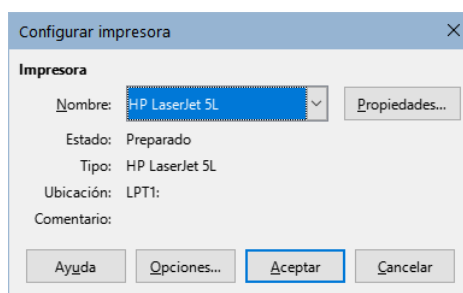 Configurar impresora
Impresora
Nombre: HP LaserJet 5L Propiedades...
Estado: Preparado
Tipo: HP LaserJet 5L
Ubicación: LPT1:
Comentario:
Ayuda Opciones... Aceptar Cancelar